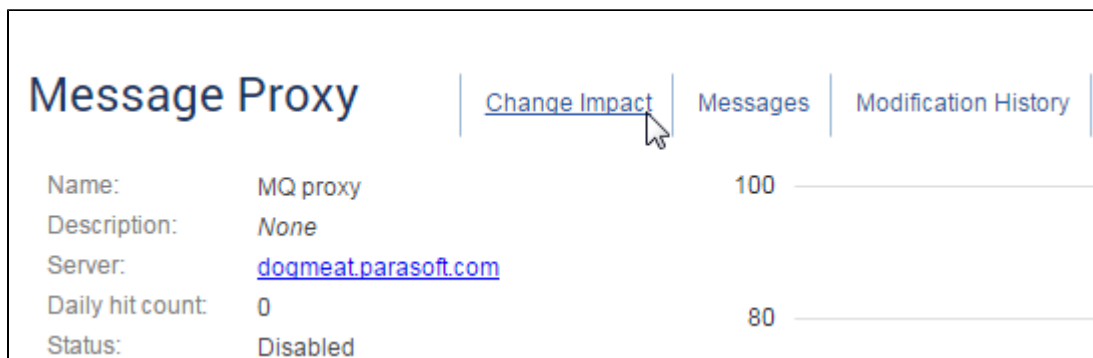 Message Proxy
Change Impact
Messages
Modification History
Name: MQ proxy
Description: None
Server: dogmeat.parasoft.com
Daily hit count: 0
Status: Disabled
100
80